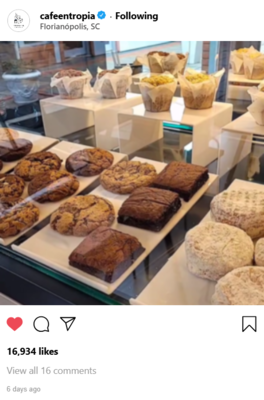 cafeentropia · Following
Florianópolis, SC
16,934 likes
View all 16 comments
6 days ago